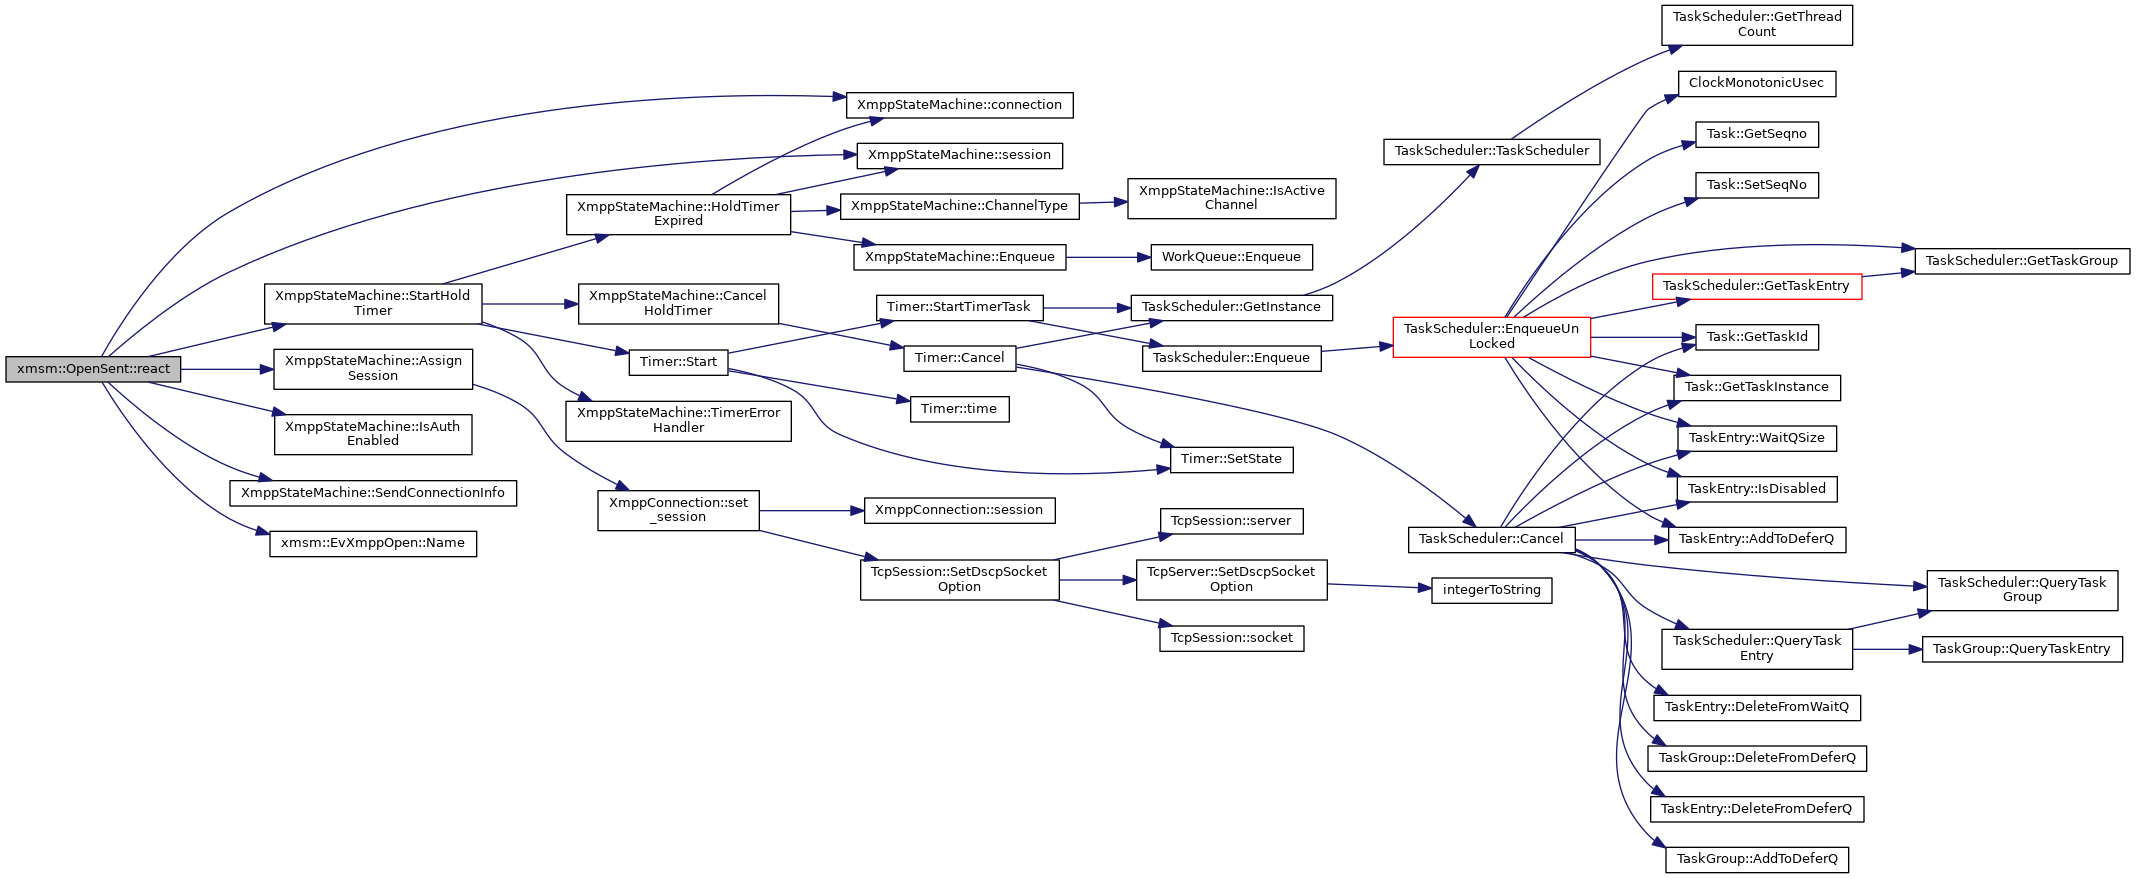 xmsm::OpenSent::react
XmppStateMachine::StartHold
Timer
XmppStateMachine::Assign
Session
XmppStateMachine::IsAuth
Enabled
XmppStateMachine::SendConnectionInfo
xmsm::EvXmppOpen::Name
XmppStateMachine::HoldTimer
Expired
XmppStateMachine::Cancel
HoldTimer
Timer::Start
XmppStateMachine::TimerError
Handler
XmppConnection::set
_session
XmppStateMachine::connection
XmppStateMachine::session
XmppStateMachine::ChannelType
XmppStateMachine::Enqueue
Timer::StartTimerTask
Timer::Cancel
Timer::time
XmppConnection::session
TcpSession::SetDscpSocket
Option
XmppStateMachine::IsActive
Channel
WorkQueue::Enqueue
TaskScheduler::GetInstance
TaskScheduler::Enqueue
Timer::SetState
TcpSession::server
TcpServer::SetDscpSocket
Option
TcpSession::socket
TaskScheduler::TaskScheduler
TaskScheduler::EnqueueUn
Locked
TaskScheduler::Cancel
integerToString
TaskScheduler::GetThread
Count
ClockMonotonicUsec
Task::GetSeqno
Task::SetSeqNo
TaskScheduler::GetTaskEntry
Task::GetTaskId
Task::GetTaskInstance
TaskEntry::WaitQSize
TaskEntry::IsDisabled
TaskEntry::AddToDeferQ
TaskScheduler::QueryTask
Entry
TaskEntry::DeleteFromWaitQ
TaskGroup::DeleteFromDeferQ
TaskEntry::DeleteFromDeferQ
TaskGroup::AddToDeferQ
TaskScheduler::GetTaskGroup
TaskScheduler::QueryTask
Group
TaskGroup::QueryTaskEntry